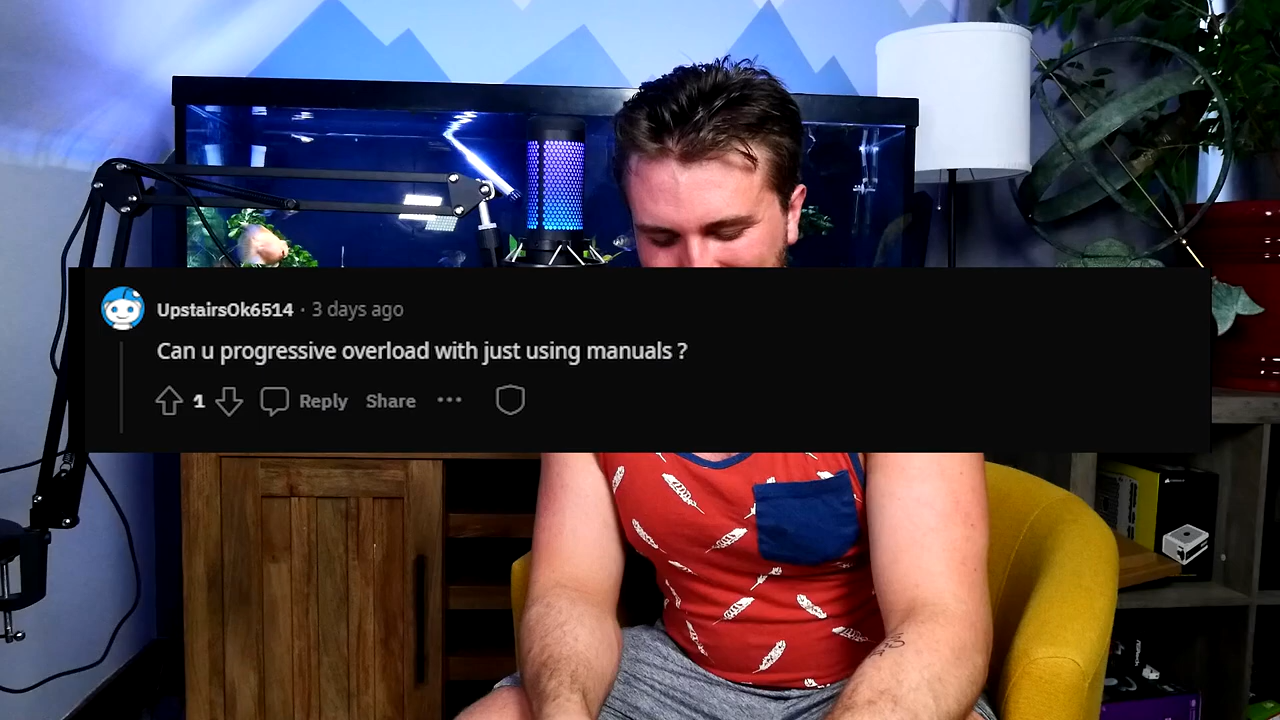 UpstairsOk6514 · 3 days ago
Can u progressive overload with just using manuals ?
1 Reply Share ...